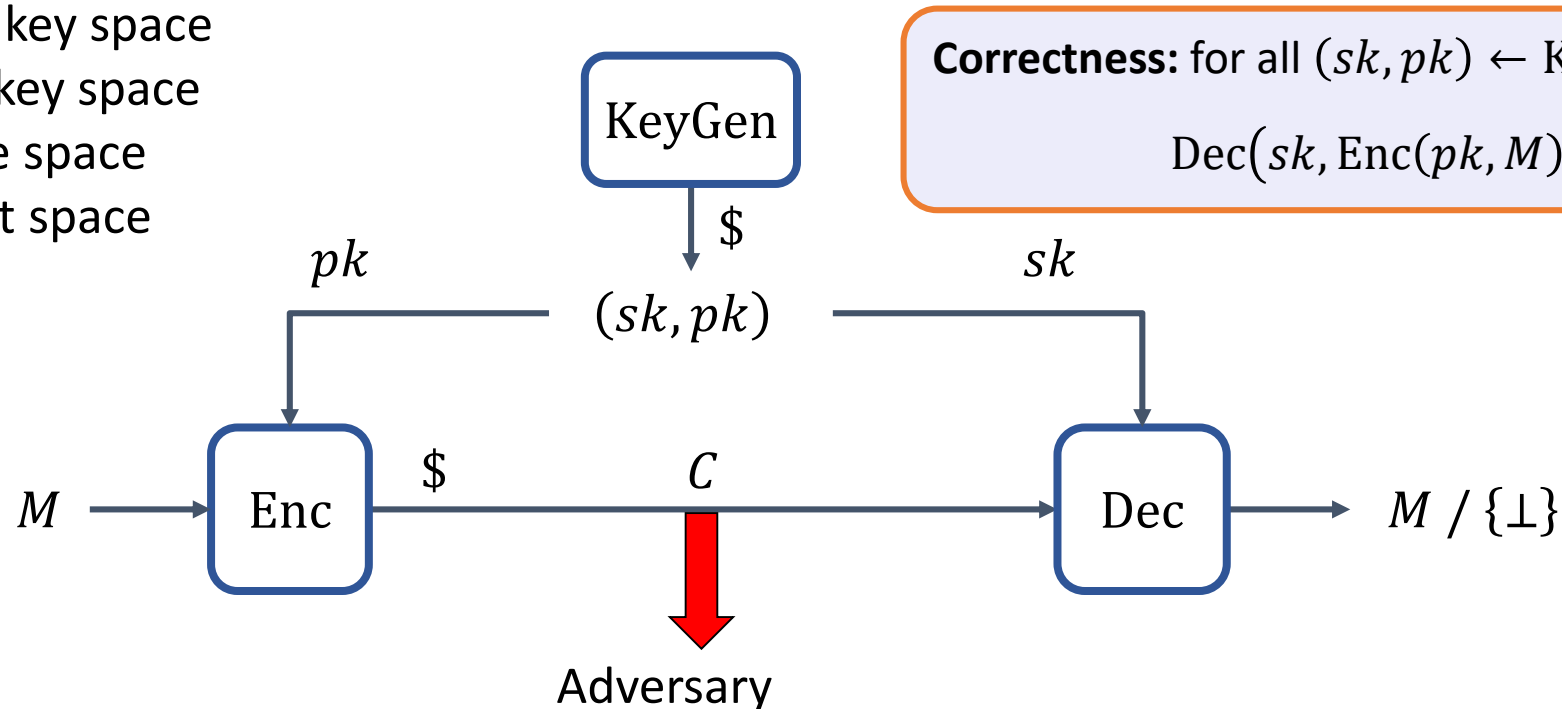 key space
key space
space
space
KeyGen
Correctness: for all (𝑠𝑘, 𝑝𝑘) ←
Dec(𝑠𝑘, Enc(𝑝𝑘, 𝑀)
$
𝑝𝑘
𝑠𝑘
(𝑠𝑘, 𝑝𝑘)
$
𝐶
𝑀
Enc
Dec
𝑀 / {⊥}
Adversary